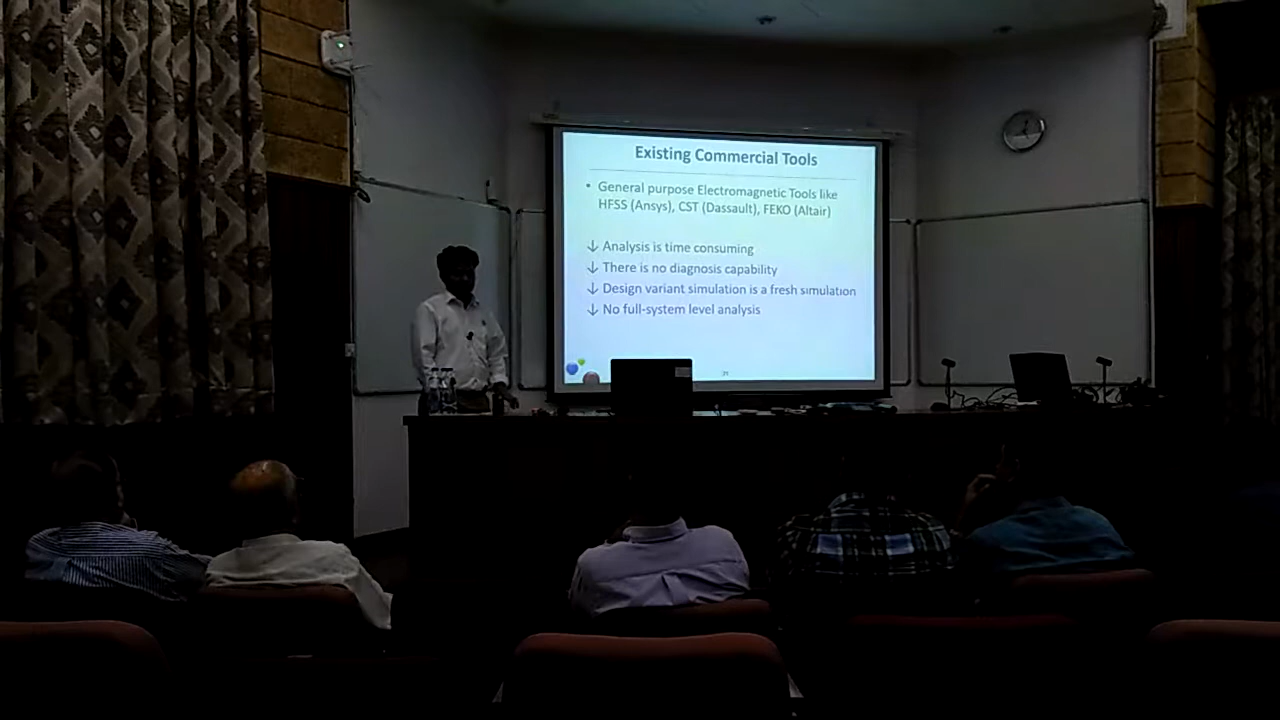 Existing Commercial Tools
• General purpose Electromagnetic Tools like
HFSS (Ansys), CST (Dassault), FEKO (Altair)
↓ Analysis is time consuming
↓ There is no diagnosis capability
↓ Design variant simulation is a fresh simulation
↓ No full-system level analysis